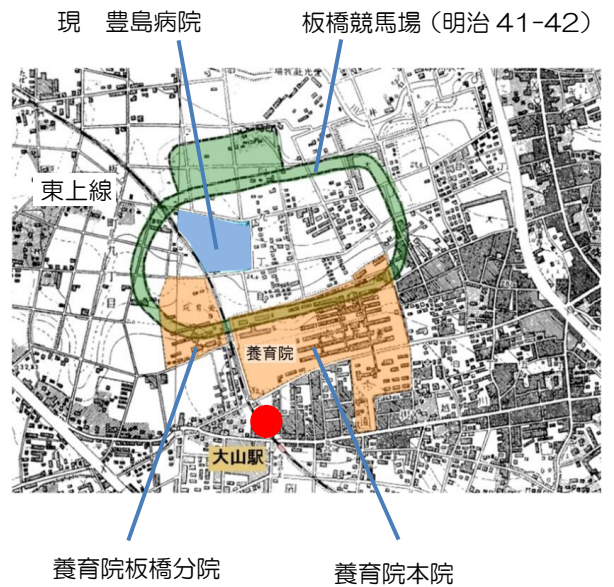 現　豊島病院
板橋競馬場（明治 41-42）
東上線
養育院
大山駅
養育院板橋分院
養育院本院